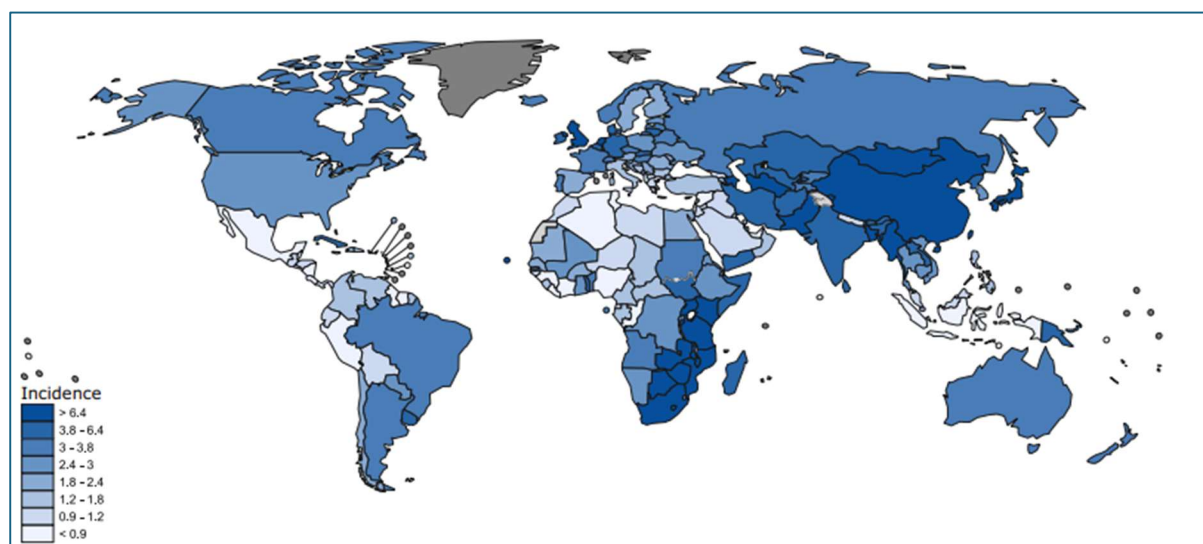 Incidence
> 6.4
3.8 – 6.4
3 – 3.8
2.4 – 3
1.8 – 2.4
1.2 – 1.8
0.9 – 1.2
< 0.9